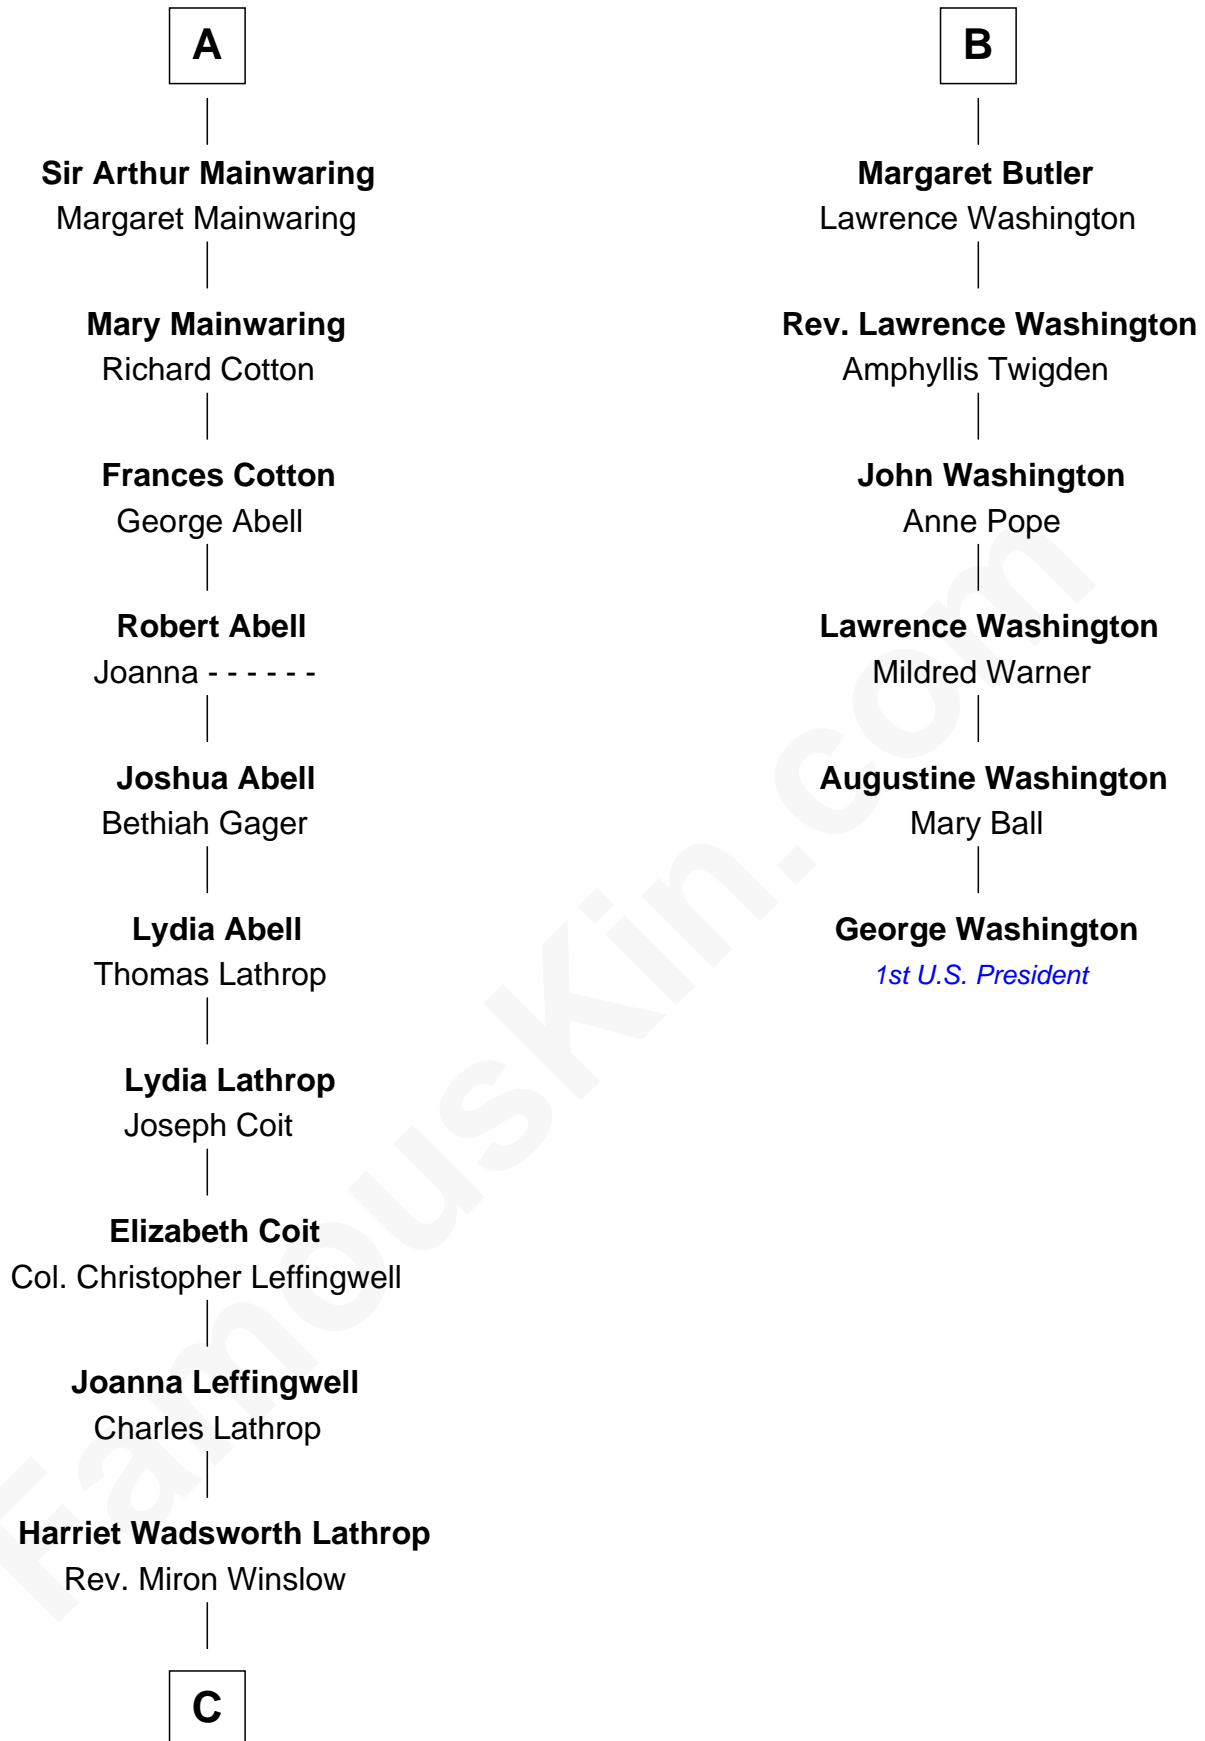 A
Sir Arthur Mainwaring
Margaret Mainwaring
Mary Mainwaring
Richard Cotton
Frances Cotton
George Abell
Robert Abell
Joanna - - - - - -
Joshua Abell
Bethiah Gager
Lydia Abell
Thomas Lathrop
Lydia Lathrop
Joseph Coit
Elizabeth Coit
Col. Christopher Leffingwell
Joanna Leffingwell
Charles Lathrop
Harriet Wadsworth Lathrop
Rev. Miron Winslow
C
B
Margaret Butler
Lawrence Washington
Rev. Lawrence Washington
Amphyllis Twigden
John Washington
Anne Pope
Lawrence Washington
Mildred Warner
Augustine Washington
Mary Ball
George Washington
1st U.S. President
FamousKin.com